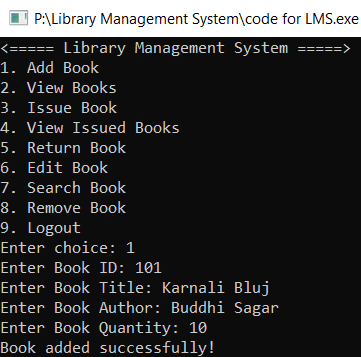 P:\Library Management System\code for LMS.exe
<===== Library Management System =====>
1. Add Book
2. View Books
3. Issue Book
4. View Issued Books
5. Return Book
6. Edit Book
7. Search Book
8. Remove Book
9. Logout
Enter choice: 1
Enter Book ID: 101
Enter Book Title: Karnali Bluj
Enter Book Author: Buddhi Sagar
Enter Book Quantity: 10
Book added successfully!